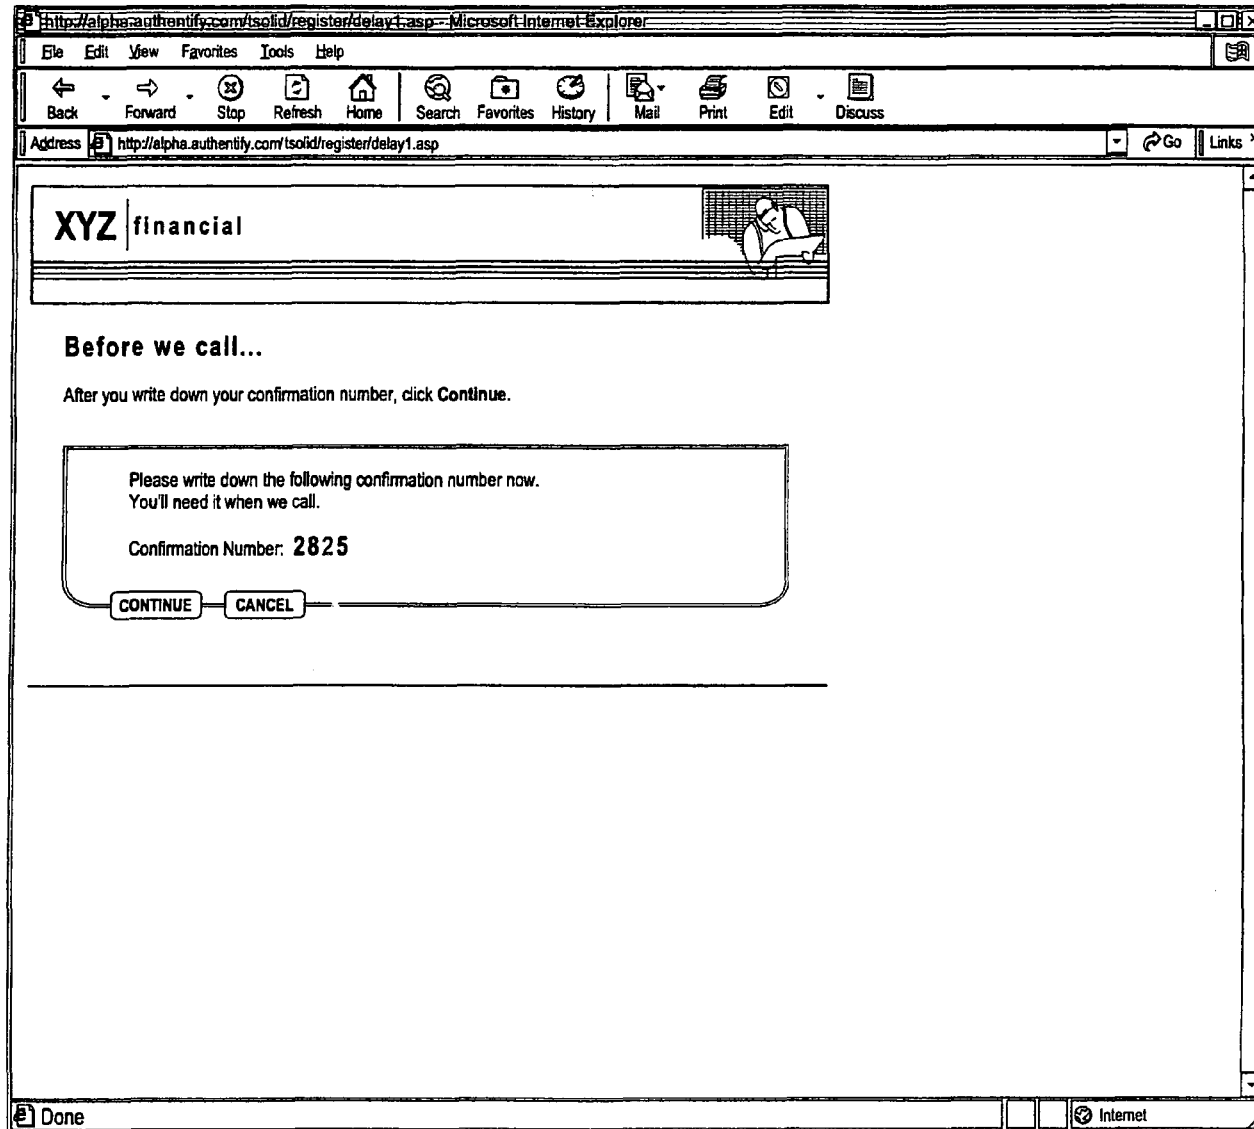 http://alpha.authentify.com/tsolid/register/delay1.asp - Microsoft Internet Explorer
File Edit View Favorites Tools Help
Back Forward Stop Refresh Home Search Favorites History Mail Print Edit Discuss
Address http://alpha.authentify.com/tsolid/register/delay1.asp Go Links »
XYZ financial
Before we call...
After you write down your confirmation number, click Continue.
Please write down the following confirmation number now.
You'll need it when we call.
Confirmation Number: 2825
CONTINUE CANCEL
Done Internet